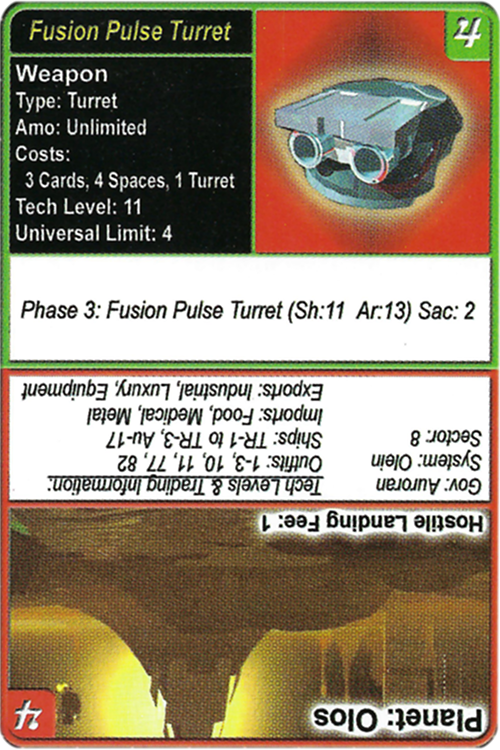 Fusion Pulse Turret
4
Weapon
Type: Turret
Amo: Unlimited
Costs:
3 Cards, 4 Spaces, 1 Turret
Tech Level: 11
Universal Limit: 4
Phase 3: Fusion Pulse Turret (Sh:11 Ar:13) Sac: 2
Planet: Olos
4
Hostile Landing Fee: 1
Gov: Auroran
System: Olein
Sector: 8
Tech Levels & Trading Information:
Outfits: 1-3, 10, 11, 77, 82
Ships: TR-1 to TR-3, Au-17
Imports: Food, Medical, Metal
Exports: Industrial, Luxury, Equipment